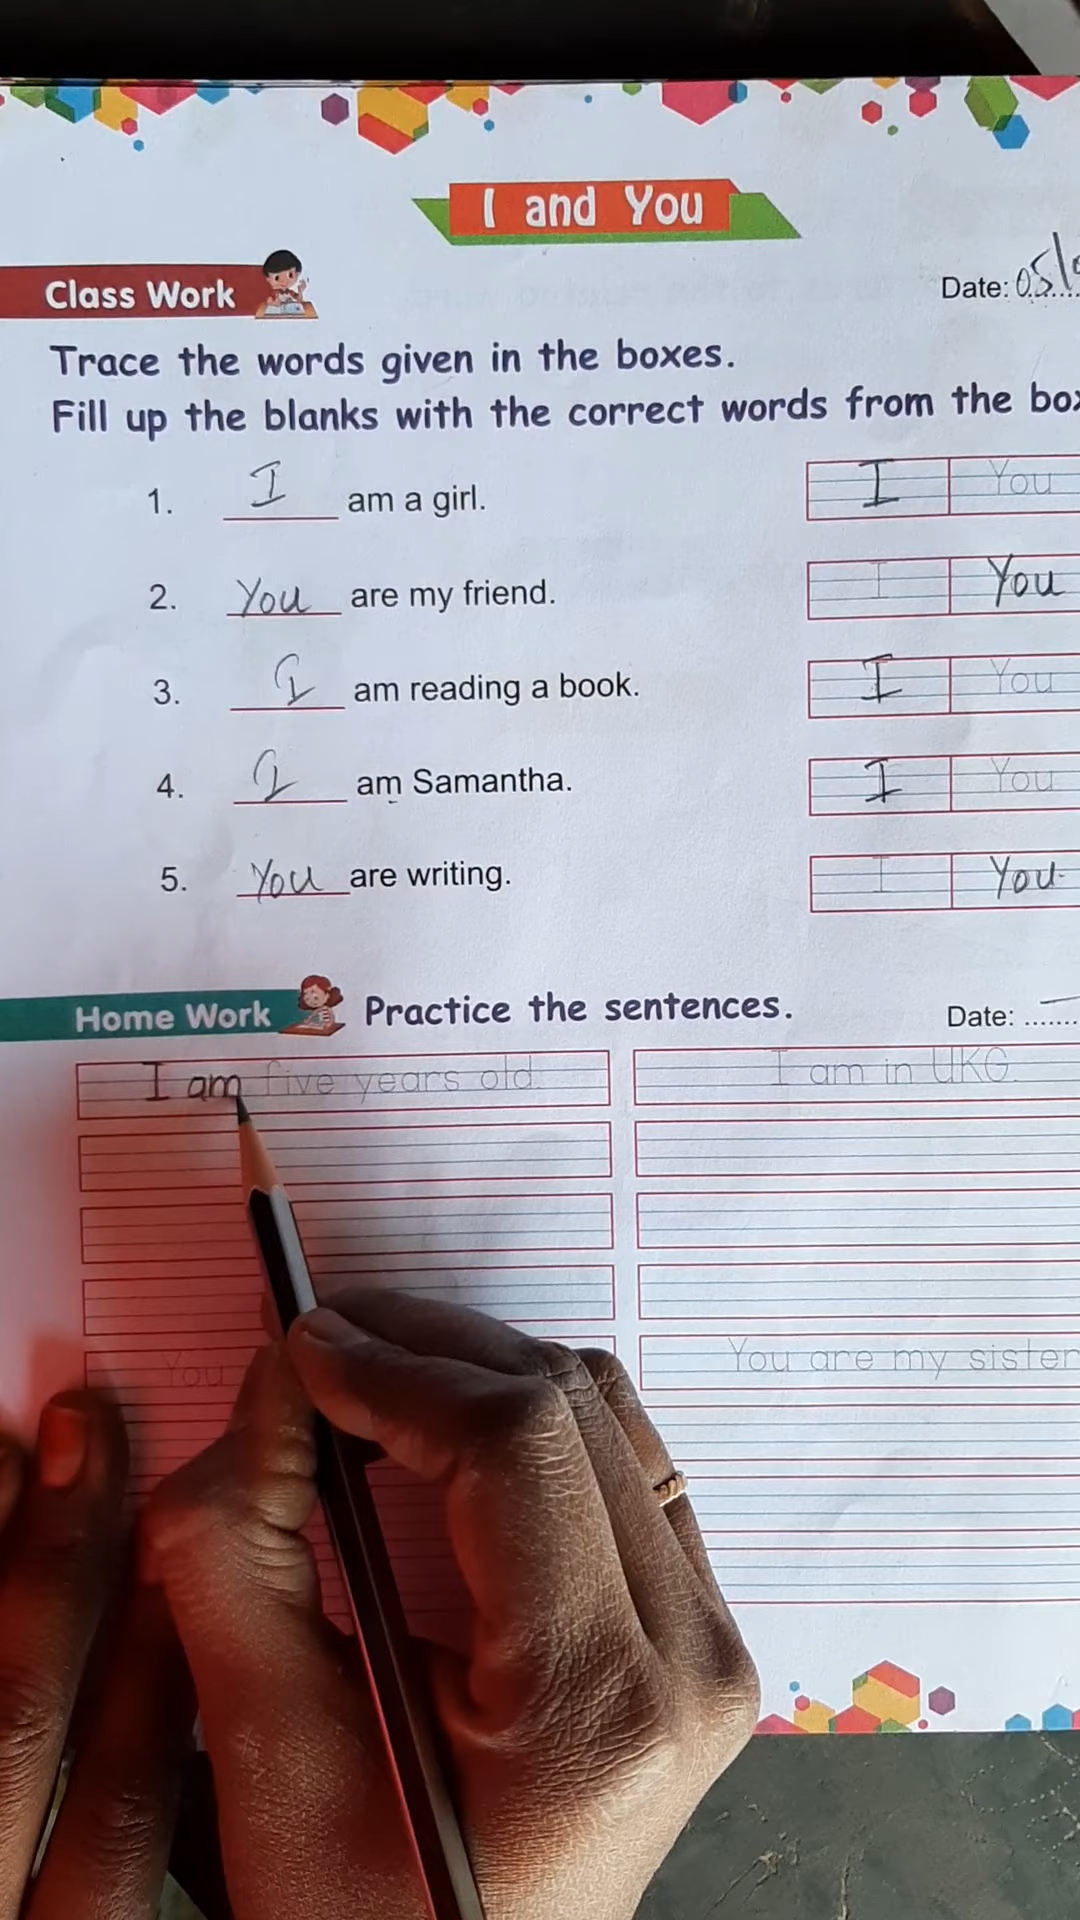 I and You
Class Work
Date: 05/
Trace the words given in the boxes.
Fill up the blanks with the correct words from the box
1. I am a girl. I You
2. You are my friend. I You
3. I am reading a book. I You
4. I am Samantha. I You
5. You are writing. I You
Home Work Practice the sentences. Date: .......
I am five years old. I am in UKG.
You You are my sister